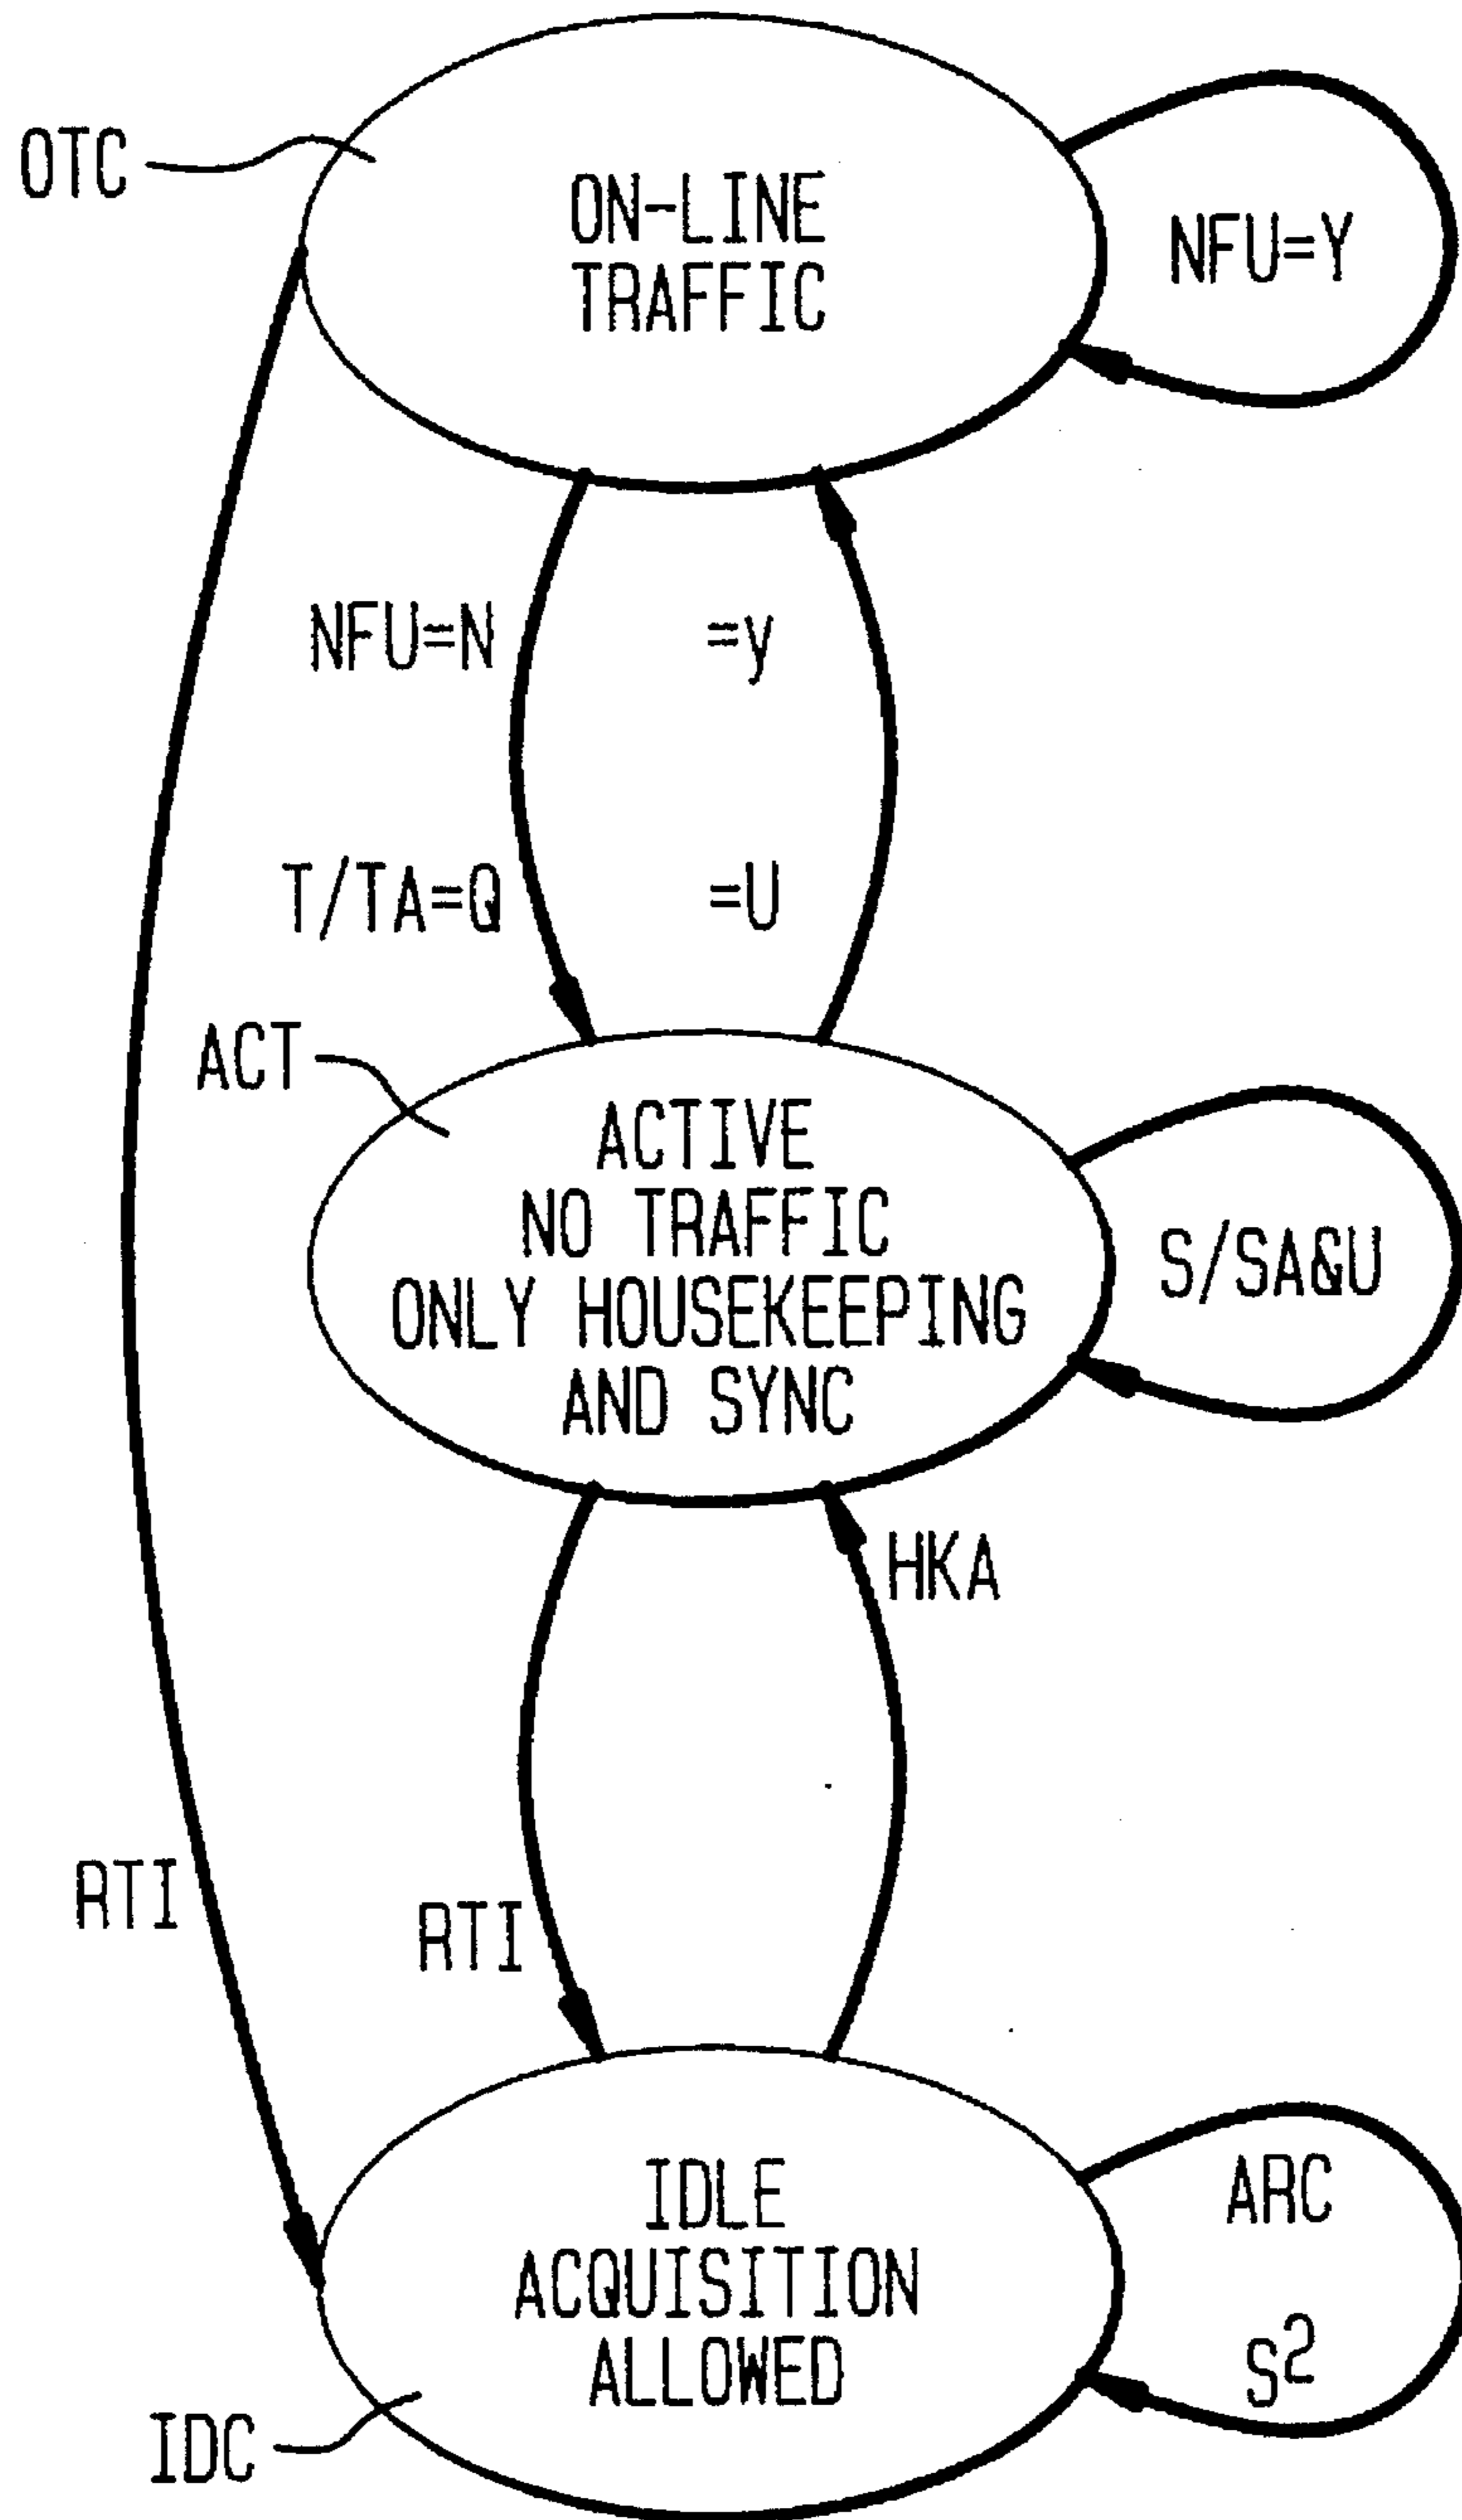 OTC
ON-LINE
TRAFFIC
NFU=Y
NFU=N
=y
T/TA=Q
=U
ACT
ACTIVE
NO TRAFFIC
ONLY HOUSEKEEPING
AND SYNC
S/SA&U
HKA
RTI
RTI
IDLE
ACQUISITION
ALLOWED
ARC
S²
IDC